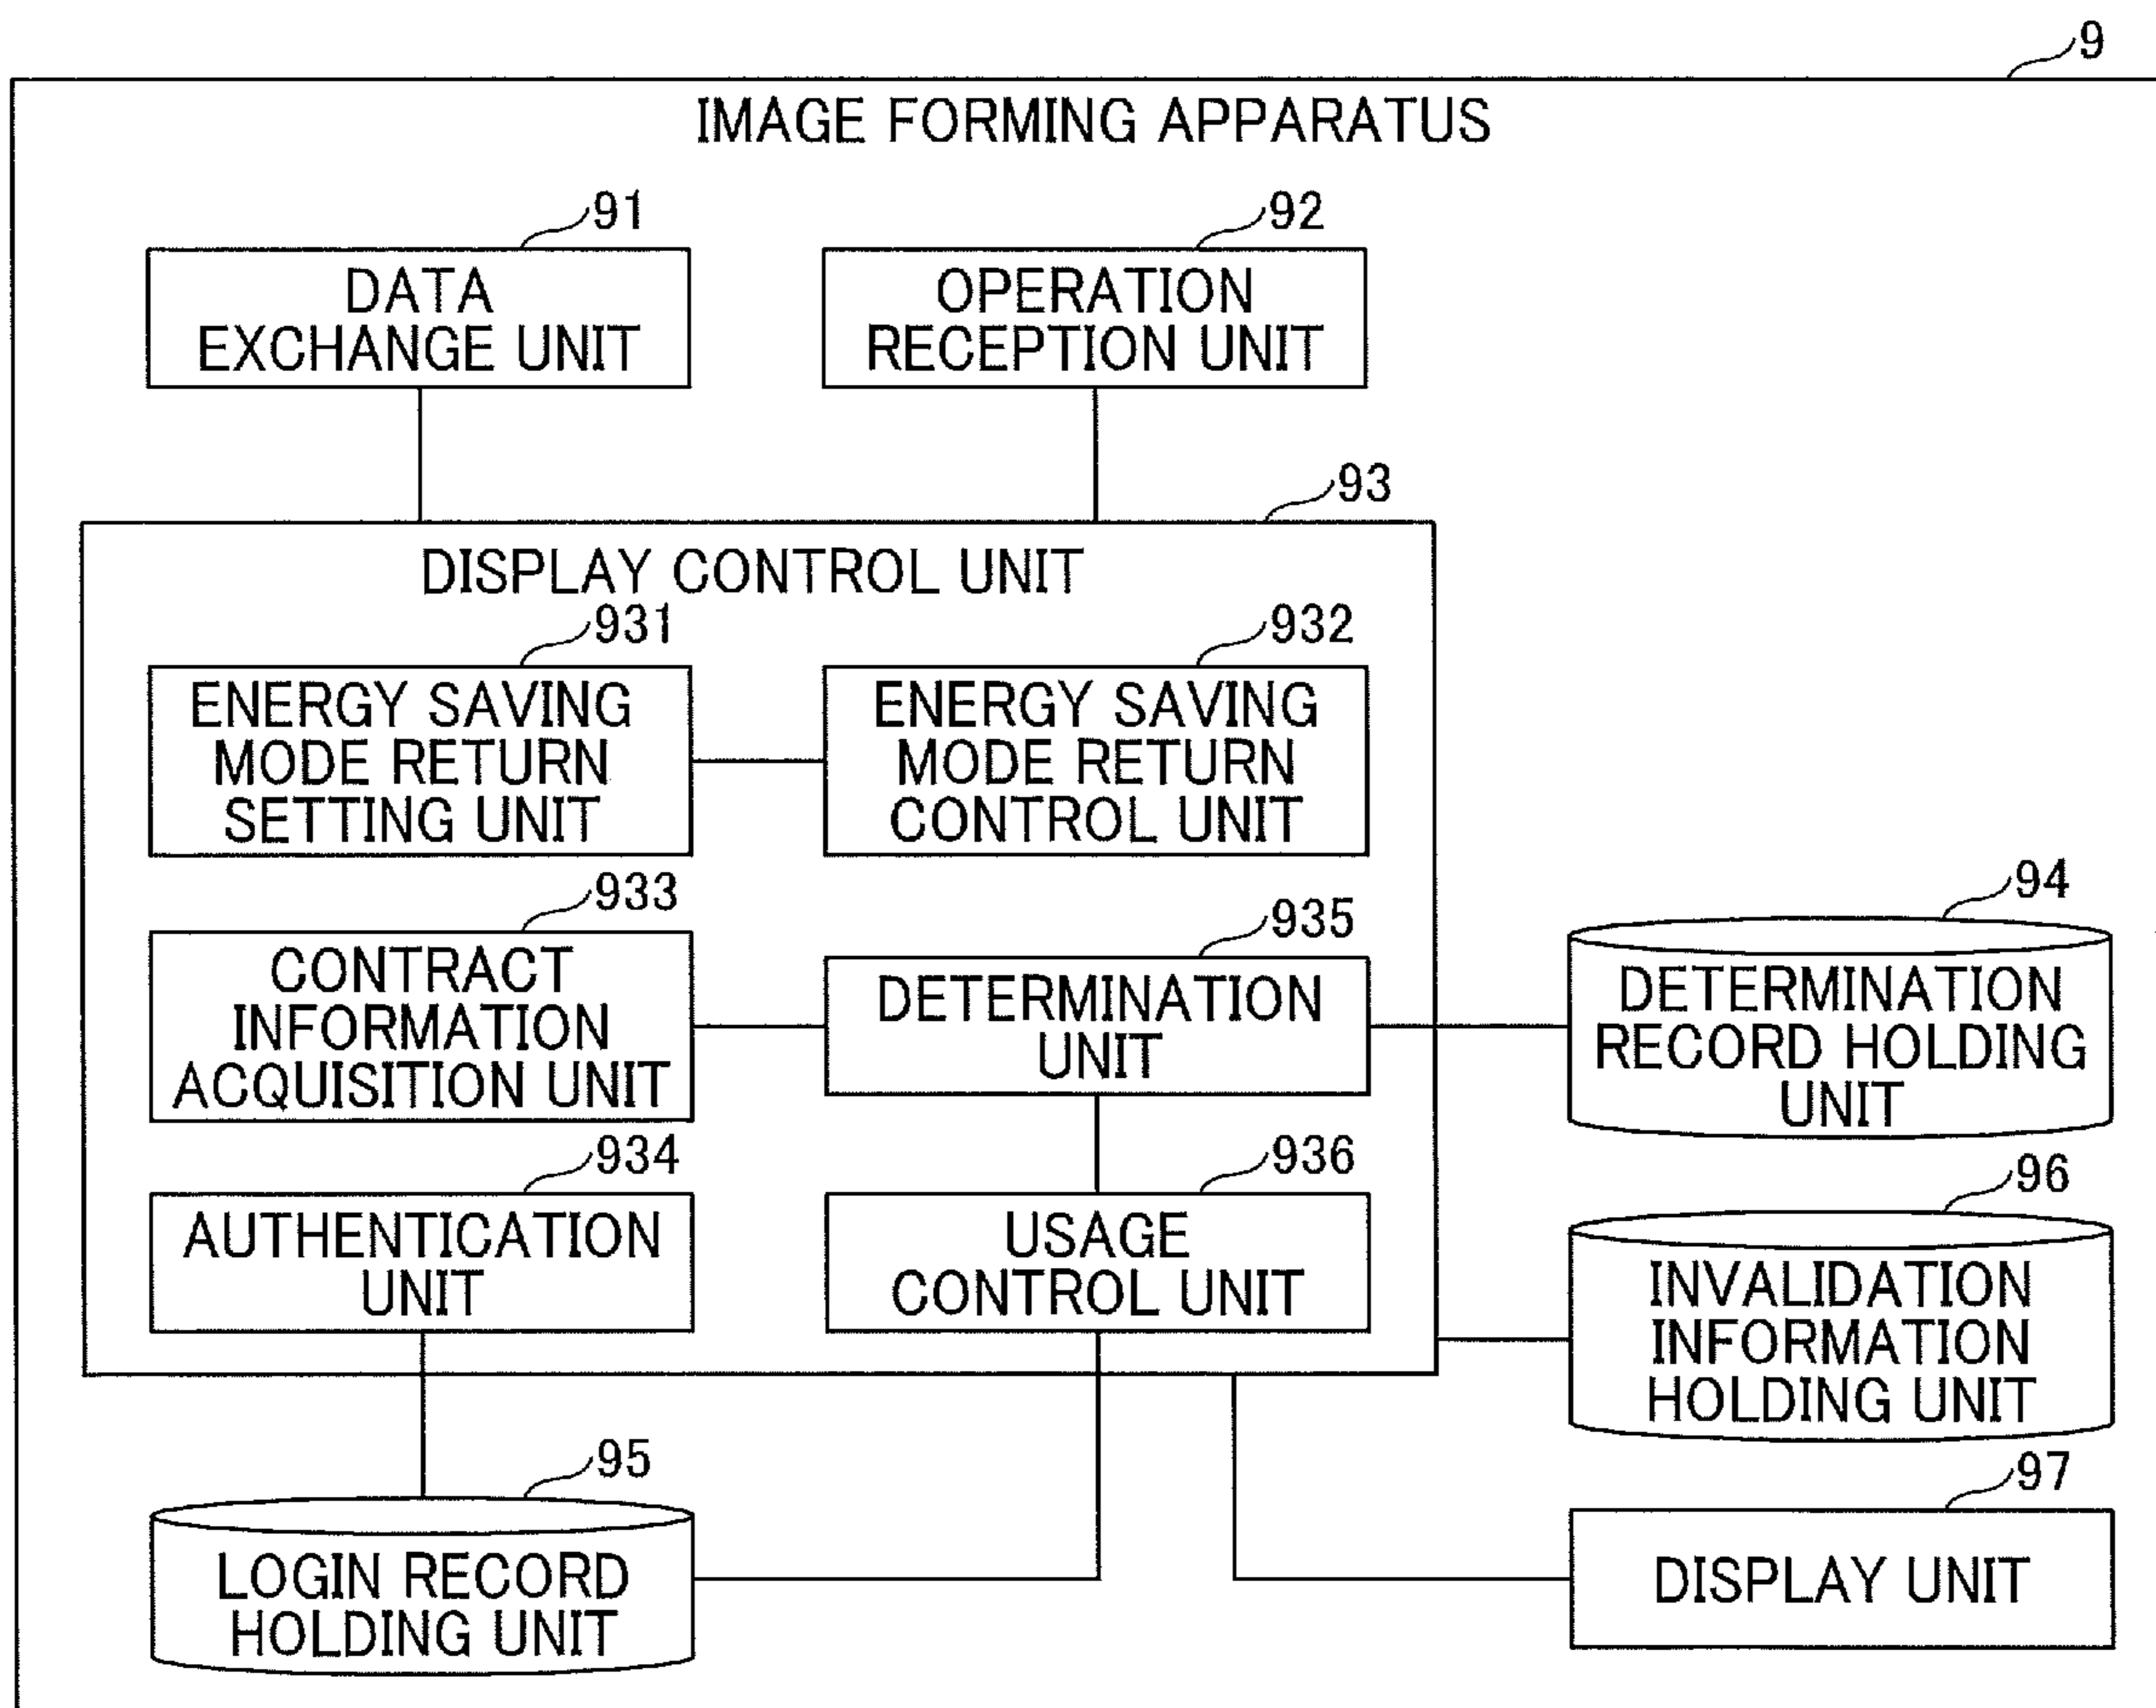 9
IMAGE FORMING APPARATUS
91
DATA
EXCHANGE UNIT
92
OPERATION
RECEPTION UNIT
93
DISPLAY CONTROL UNIT
931
ENERGY SAVING
MODE RETURN
SETTING UNIT
932
ENERGY SAVING
MODE RETURN
CONTROL UNIT
933
CONTRACT
INFORMATION
ACQUISITION UNIT
935
DETERMINATION
UNIT
94
DETERMINATION
RECORD HOLDING
UNIT
934
AUTHENTICATION
UNIT
936
USAGE
CONTROL UNIT
96
INVALIDATION
INFORMATION
HOLDING UNIT
95
LOGIN RECORD
HOLDING UNIT
97
DISPLAY UNIT